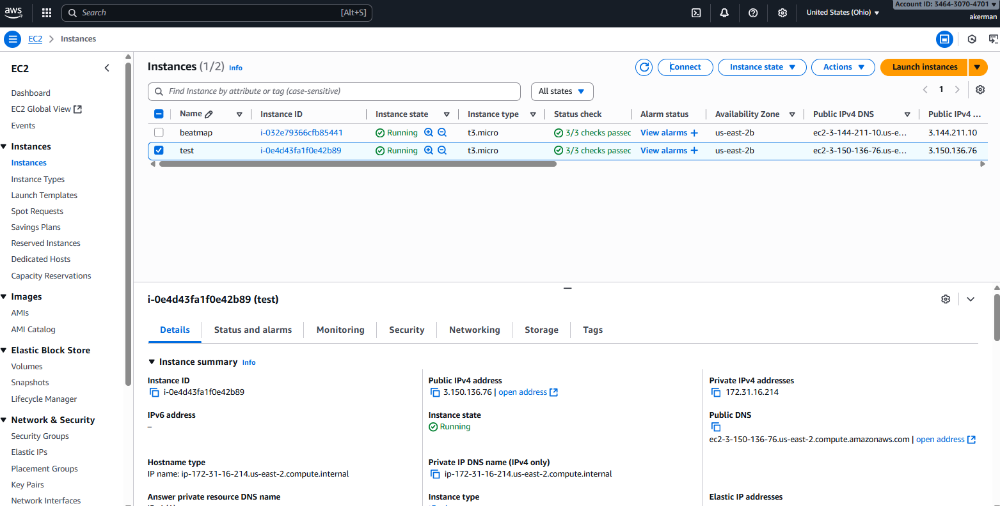 aws
Search [Alt+S]
United States (Ohio)
Account ID: 3464-3070-4701
akerman
EC2 Instances
EC2
Dashboard
EC2 Global View
Events
Instances
Instances
Instance Types
Launch Templates
Spot Requests
Savings Plans
Reserved Instances
Dedicated Hosts
Capacity Reservations
Images
AMIs
AMI Catalog
Elastic Block Store
Volumes
Snapshots
Lifecycle Manager
Network & Security
Security Groups
Elastic IPs
Placement Groups
Key Pairs
Network Interfaces
Instances (1/2) Info
Connect Instance state Actions Launch instances
Find Instance by attribute or tag (case-sensitive) All states
1
Name Instance ID Instance state Instance type Status check Alarm status Availability Zone Public IPv4 DNS Public IPv4 ...
beatmap i-032e79366cfb85441 Running t3.micro 3/3 checks passed View alarms + us-east-2b ec2-3-144-211-10.us-e... 3.144.211.10
test i-0e4d43fa1f0e42b89 Running t3.micro 3/3 checks passed View alarms + us-east-2b ec2-3-150-136-76.us-e... 3.150.136.76
i-0e4d43fa1f0e42b89 (test)
Details Status and alarms Monitoring Security Networking Storage Tags
Instance summary Info
Instance ID
i-0e4d43fa1f0e42b89
Public IPv4 address
3.150.136.76 | open address
Private IPv4 addresses
172.31.16.214
IPv6 address
–
Instance state
Running
Public DNS
ec2-3-150-136-76.us-east-2.compute.amazonaws.com | open address
Hostname type
IP name: ip-172-31-16-214.us-east-2.compute.internal
Private IP DNS name (IPv4 only)
ip-172-31-16-214.us-east-2.compute.internal
Answer private resource DNS name
Instance type
Elastic IP addresses